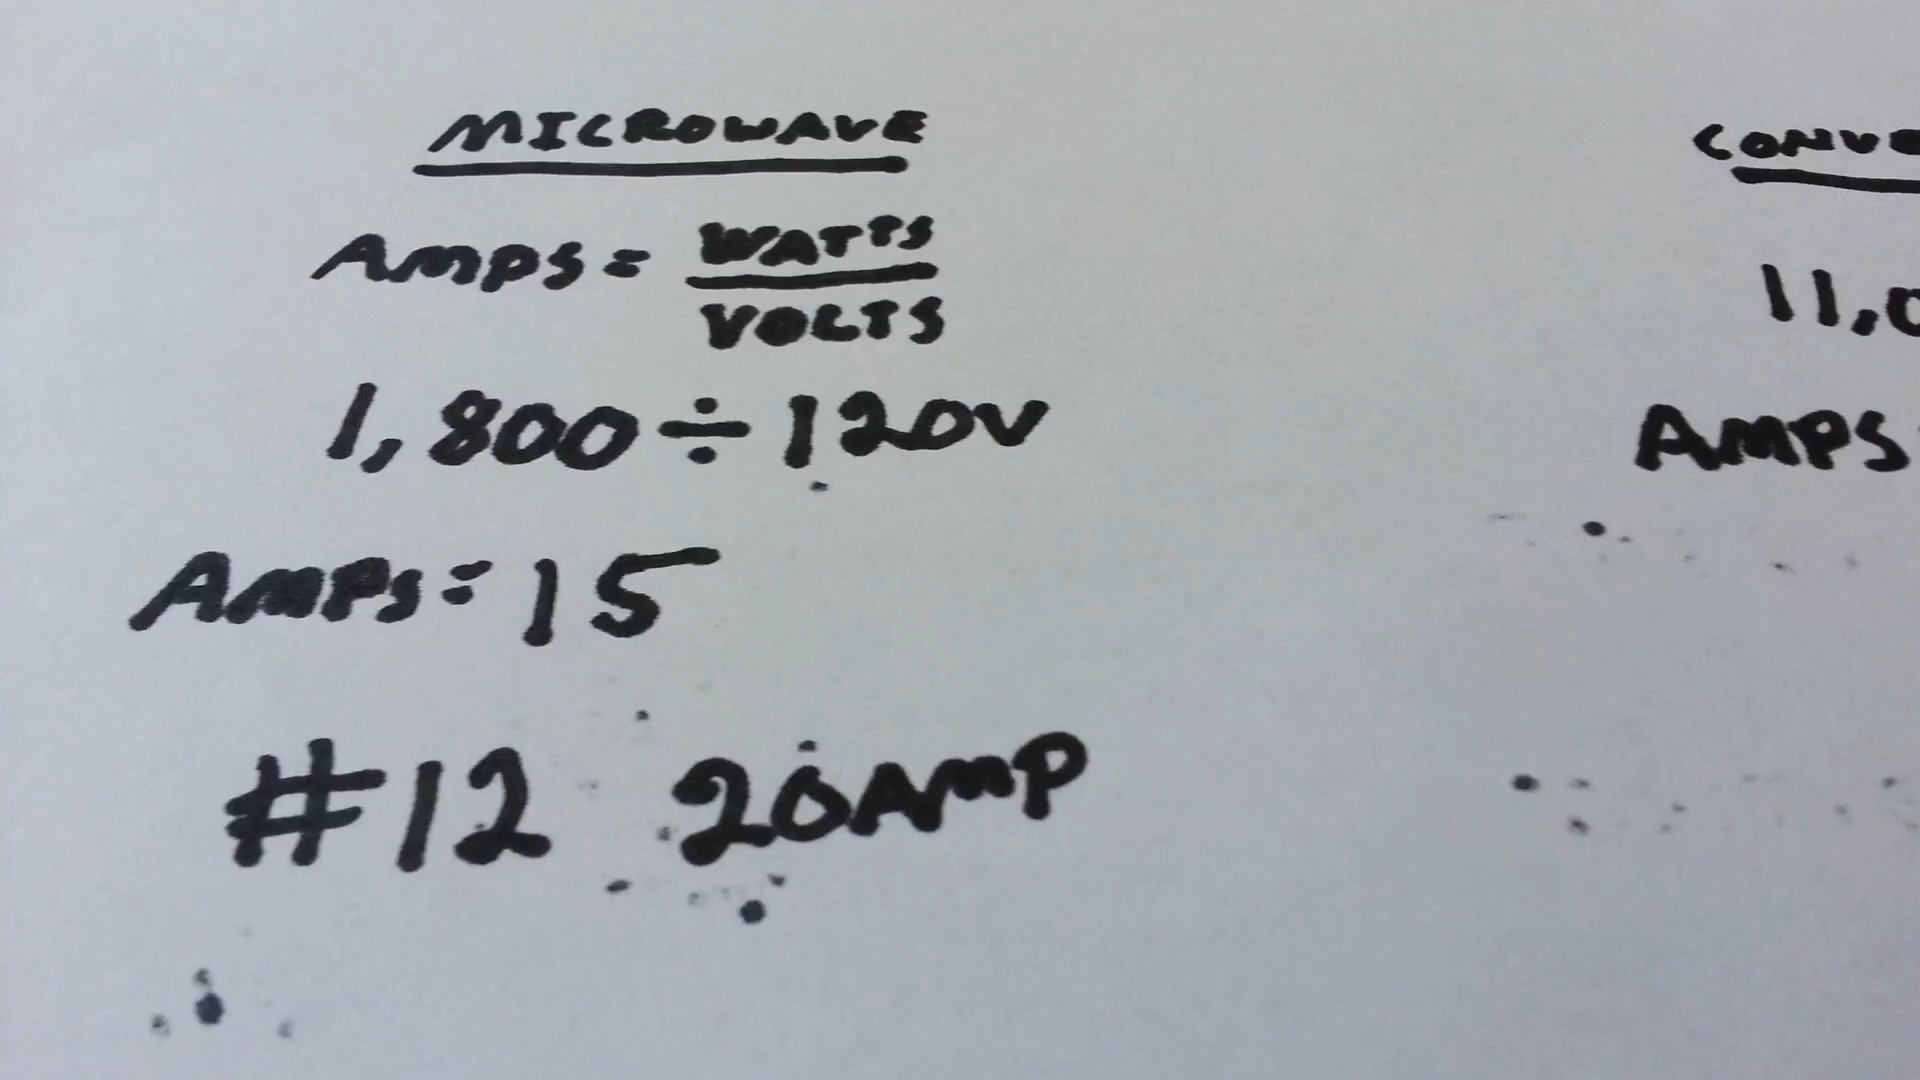 MICROWAVE
AMPS = WATTS
VOLTS
1,800 ÷ 120V
AMPS = 15
#12 20AMP
AMPS